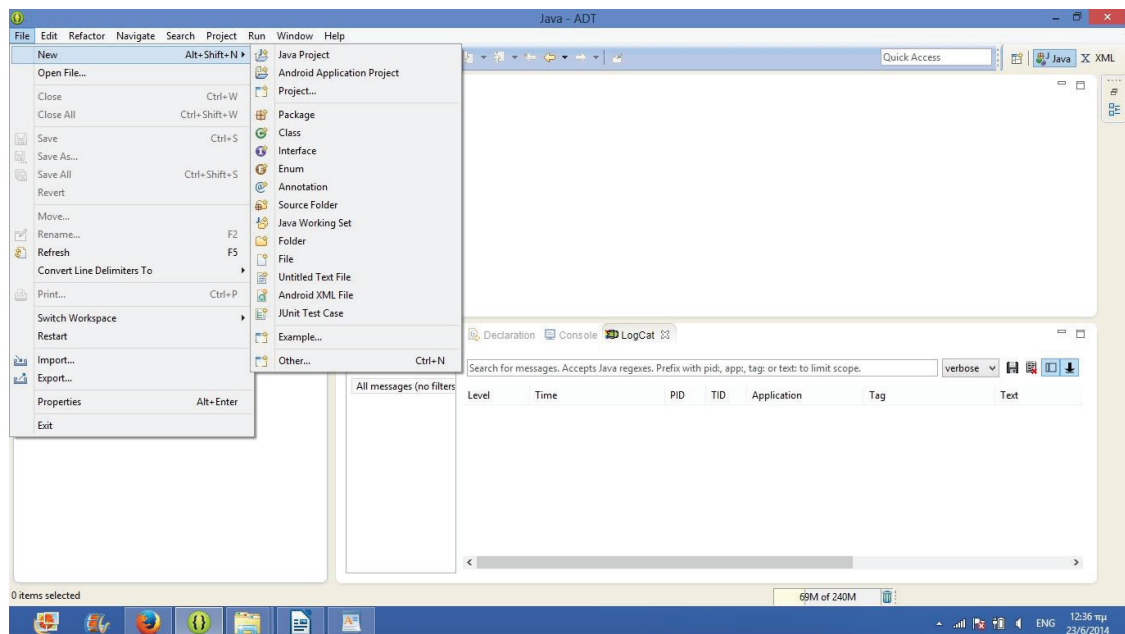 Java - ADT
File Edit Refactor Navigate Search Project Run Window Help
New Alt+Shift+N
Open File...
Close Ctrl+W
Close All Ctrl+Shift+W
Save Ctrl+S
Save As...
Save All Ctrl+Shift+S
Revert
Move...
Rename... F2
Refresh F5
Convert Line Delimiters To
Print... Ctrl+P
Switch Workspace
Restart
Import...
Export...
Properties Alt+Enter
Exit
Java Project
Android Application Project
Project...
Package
Class
Interface
Enum
Annotation
Source Folder
Java Working Set
Folder
File
Untitled Text File
Android XML File
JUnit Test Case
Example...
Other... Ctrl+N
Quick Access
Java
XML
Declaration Console LogCat
Search for messages. Accepts Java regexes. Prefix with pid:, app:, tag: or text: to limit scope.
verbose
All messages (no filters
Level Time PID TID Application Tag Text
0 items selected
69M of 240M
ENG
12:36 πμ
23/6/2014